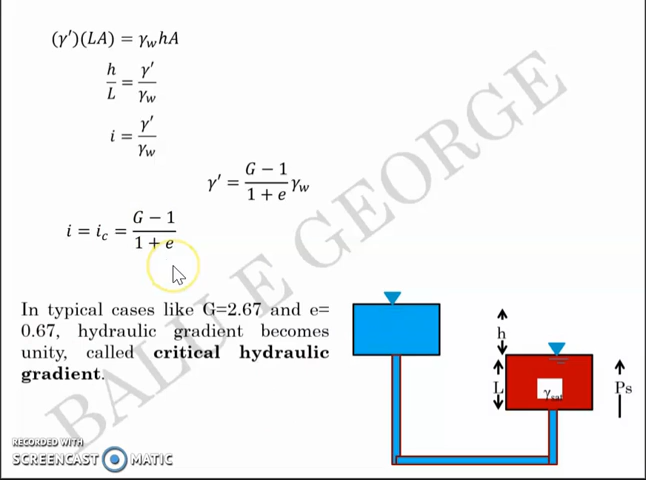 (γ′)(LA) = γ_w hA
h/L = γ′/γ_w
i = γ′/γ_w
γ′ = (G − 1)/(1 + e) γ_w
i = i_c = (G − 1)/(1 + e)
In typical cases like G=2.67 and e=
0.67, hydraulic gradient becomes
unity, called critical hydraulic
gradient.
h
L
γ_sat
Ps
BALU E GEORGE
RECORDED WITH
SCREENCAST MATIC